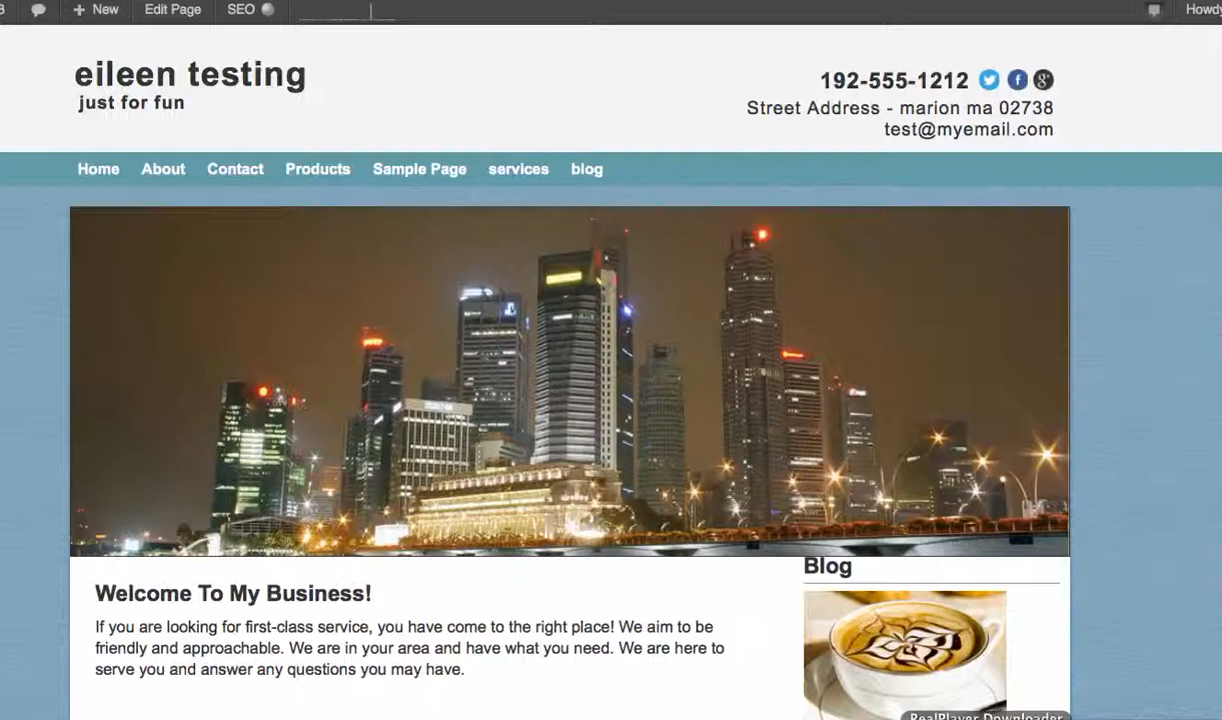 New Edit Page SEO Howdy
eileen testing
just for fun
192-555-1212
Street Address - marion ma 02738
test@myemail.com
Home About Contact Products Sample Page services blog
Blog
Welcome To My Business!
If you are looking for first-class service, you have come to the right place! We aim to be
friendly and approachable. We are in your area and have what you need. We are here to
serve you and answer any questions you may have.
RealPlayer Downloader